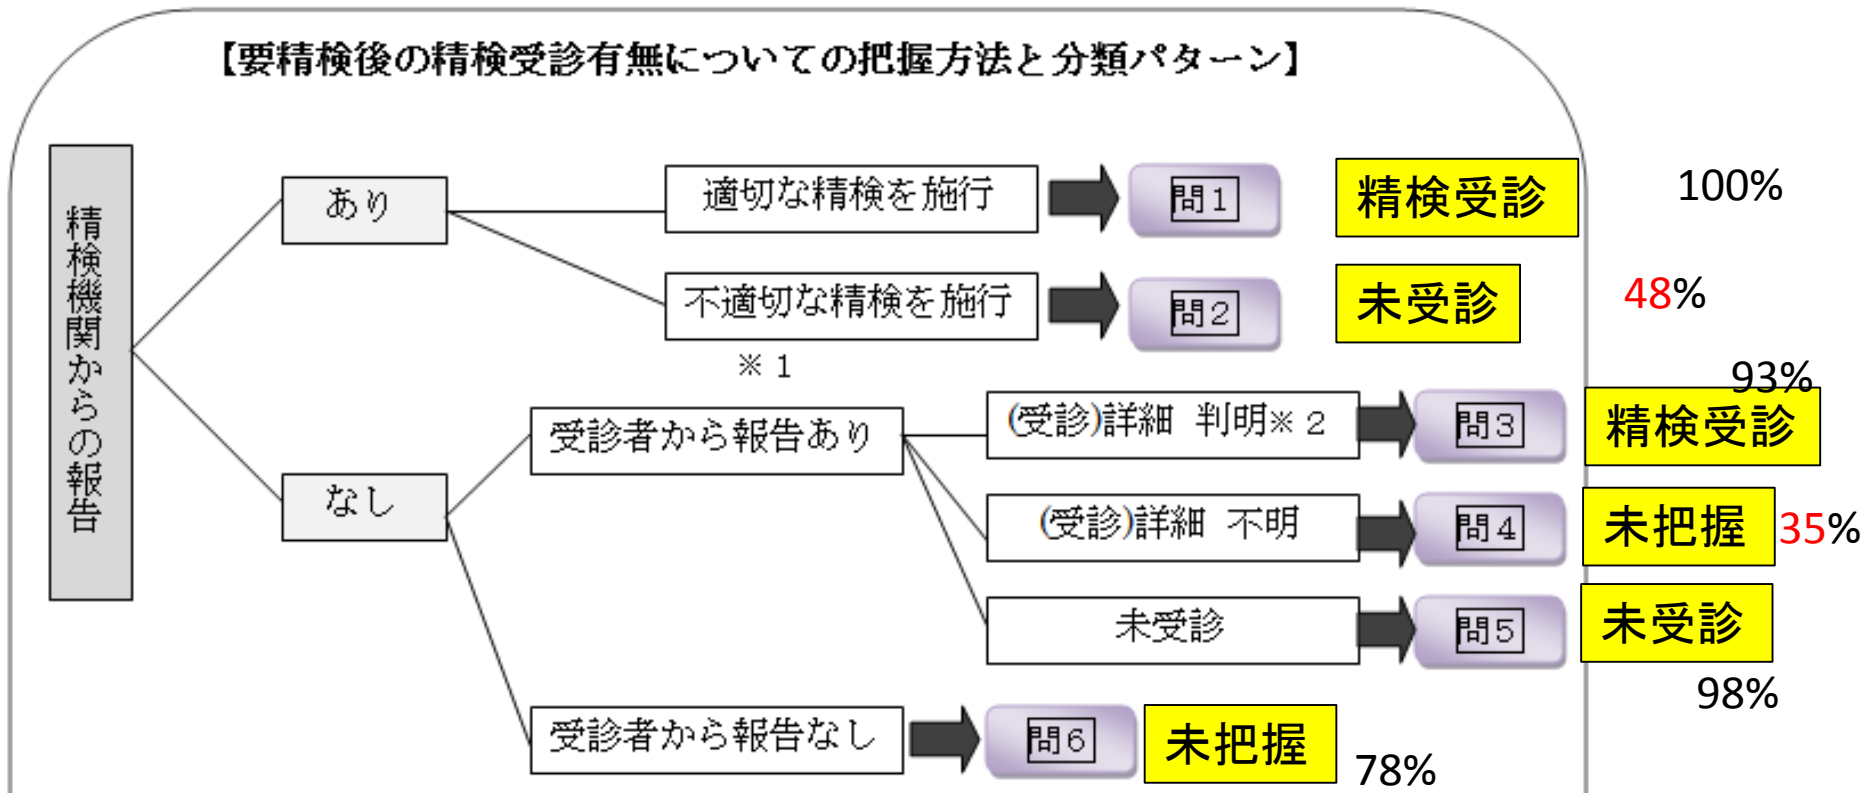 【要精検後の精検受診有無についての把握方法と分類パターン】
精検機関からの報告
あり
適切な精検を施行
問1
精検受診
100%
不適切な精検を施行
※1
問2
未受診
48%
なし
受診者から報告あり
(受診)詳細 判明※2
問3
精検受診
93%
(受診)詳細 不明
問4
未把握
35%
未受診
問5
未受診
98%
受診者から報告なし
問6
未把握
78%